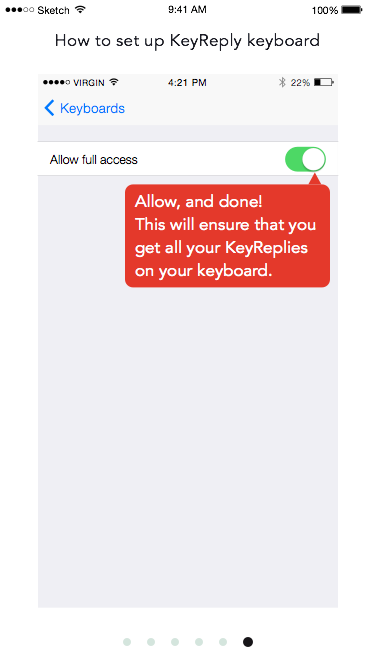 Sketch 9:41 AM 100%
How to set up KeyReply keyboard
VIRGIN 4:21 PM 22%
Keyboards
Allow full access
Allow, and done!
This will ensure that you
get all your KeyReplies
on your keyboard.